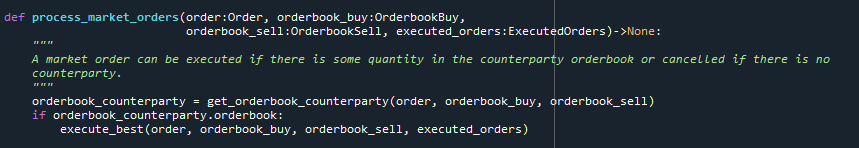 def process_market_orders(order:Order, orderbook_buy:OrderbookBuy,
                          orderbook_sell:OrderbookSell, executed_orders:ExecutedOrders)->None:
    """
    A market order can be executed if there is some quantity in the counterparty orderbook or cancelled if there is no
    counterparty.
    """
    orderbook_counterparty = get_orderbook_counterparty(order, orderbook_buy, orderbook_sell)
    if orderbook_counterparty.orderbook:
        execute_best(order, orderbook_buy, orderbook_sell, executed_orders)